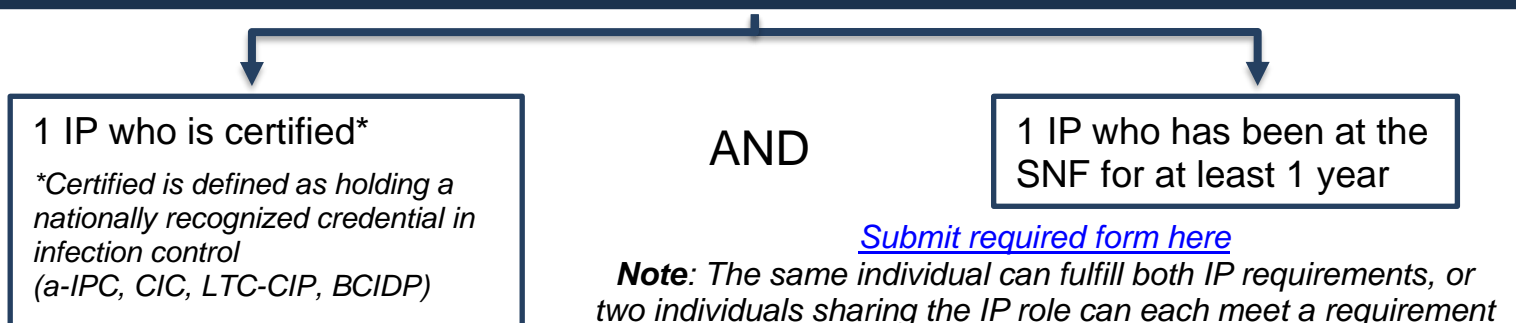 1 IP who is certified*
*Certified is defined as holding a
nationally recognized credential in
infection control
(a-IPC, CIC, LTC-CIP, BCIDP)
AND
1 IP who has been at the
SNF for at least 1 year
Submit required form here
Note: The same individual can fulfill both IP requirements, or
two individuals sharing the IP role can each meet a requirement